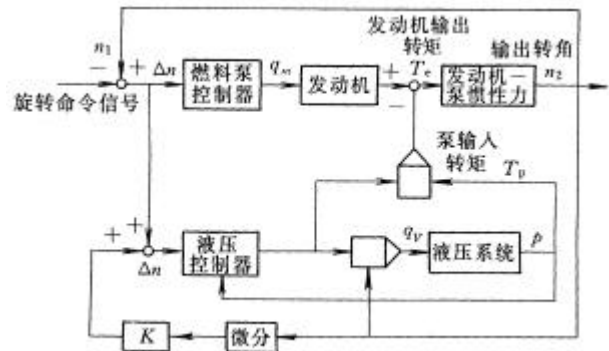 发动机输出
转矩
输出转角
n₁
− + Δn
燃料泵
控制器
qₘ
发动机
+ Tₑ
−
发动机—
泵惯性力
n₂
旋转命令信号
泵输入
转矩
Tₚ
+ +
Δn
液压
控制器
q_V
液压系统
p
K
微分